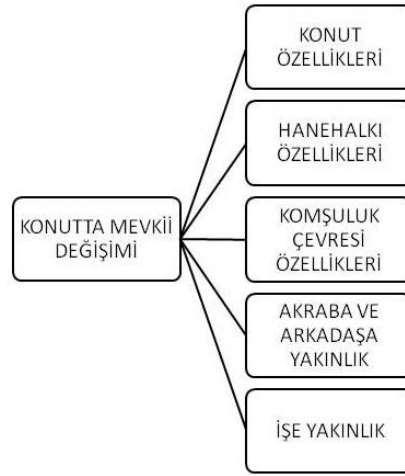 KONUT
ÖZELLİKLERİ
HANEHALKI
ÖZELLİKLERİ
KONUTTA MEVKİİ
DEĞİŞİMİ
KOMŞULUK
ÇEVRESİ
ÖZELLİKLERİ
AKRABA VE
ARKADAŞA
YAKINLIK
İŞE YAKINLIK